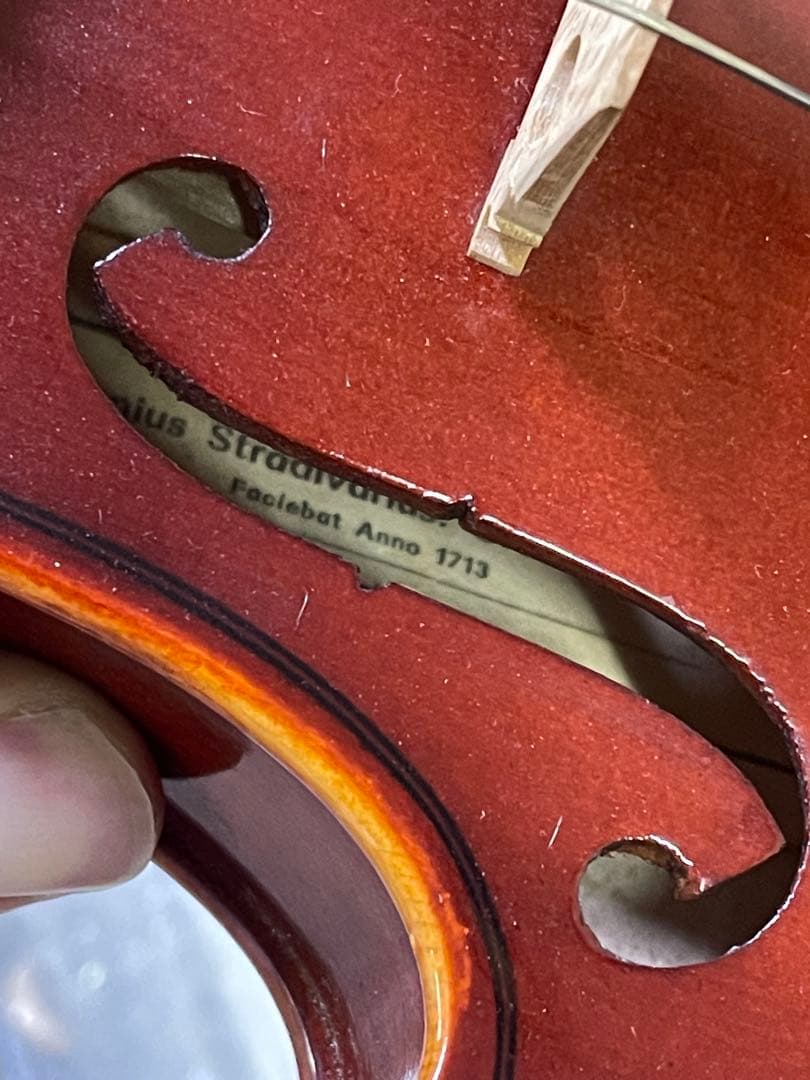 nius Stradivarius.
Faciebat Anno 1713